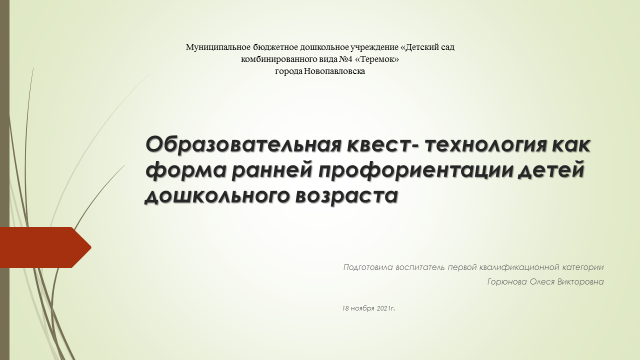 Муниципальное бюджетное дошкольное учреждение «Детский сад
комбинированного вида №4 «Теремок»
города Новопавловска
Образовательная квест- технология как
форма ранней профориентации детей
дошкольного возраста
Подготовила воспитатель первой квалификационной категории
Горюнова Олеся Викторовна
18 ноября 2021г.